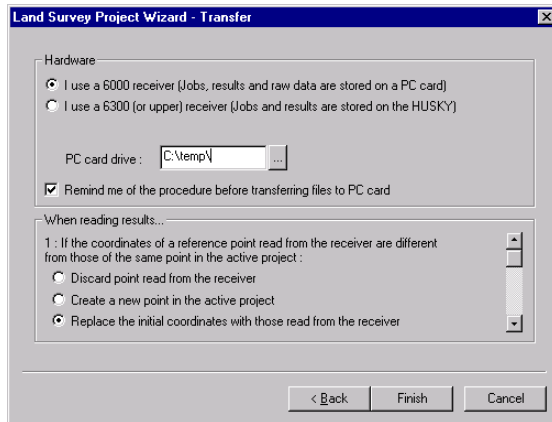 Land Survey Project Wizard - Transfer
Hardware
I use a 6000 receiver (Jobs, results and raw data are stored on a PC card)
I use a 6300 (or upper) receiver (Jobs and results are stored on the HUSKY)
PC card drive : C:\temp\ ...
Remind me of the procedure before transferring files to PC card
When reading results...
1 : If the coordinates of a reference point read from the receiver are different
from those of the same point in the active project :
Discard point read from the receiver
Create a new point in the active project
Replace the initial coordinates with those read from the receiver
< Back Finish Cancel